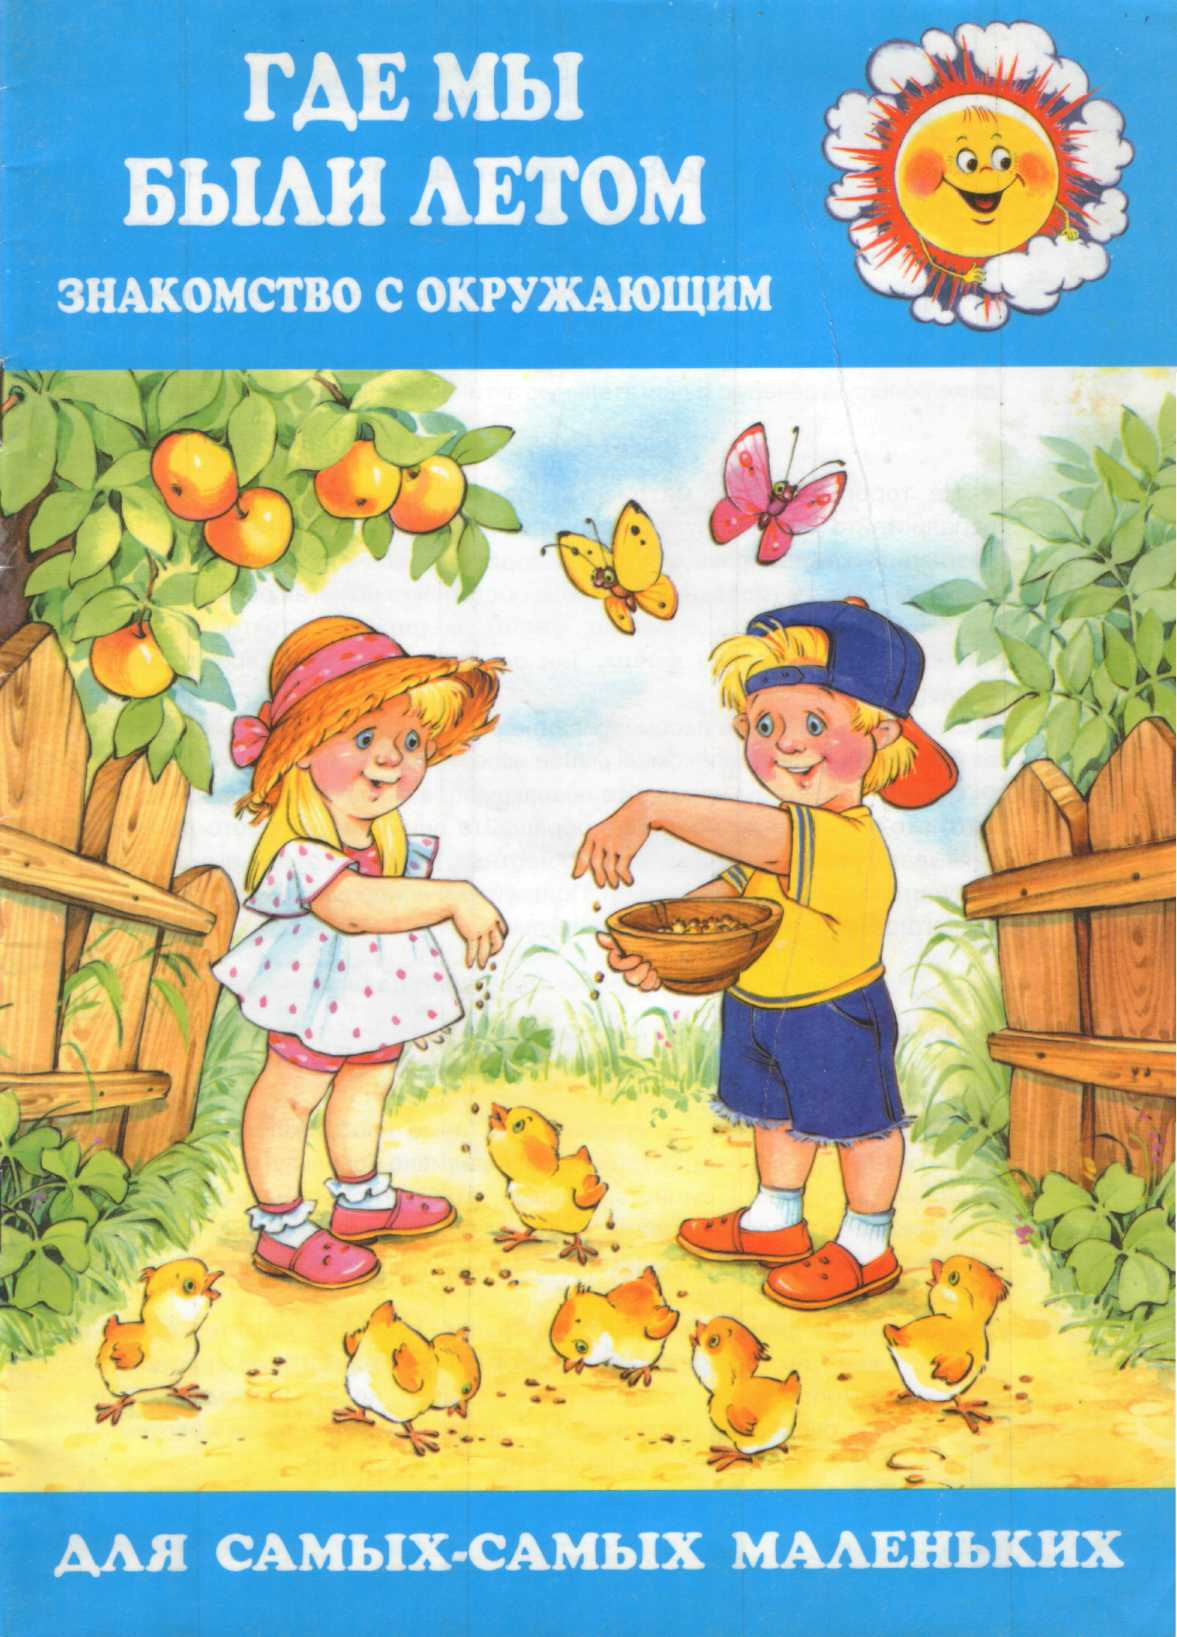 ГДЕ МЫ
БЫЛИ ЛЕТОМ
ЗНАКОМСТВО С ОКРУЖАЮЩИМ
ДЛЯ САМЫХ-САМЫХ МАЛЕНЬКИХ